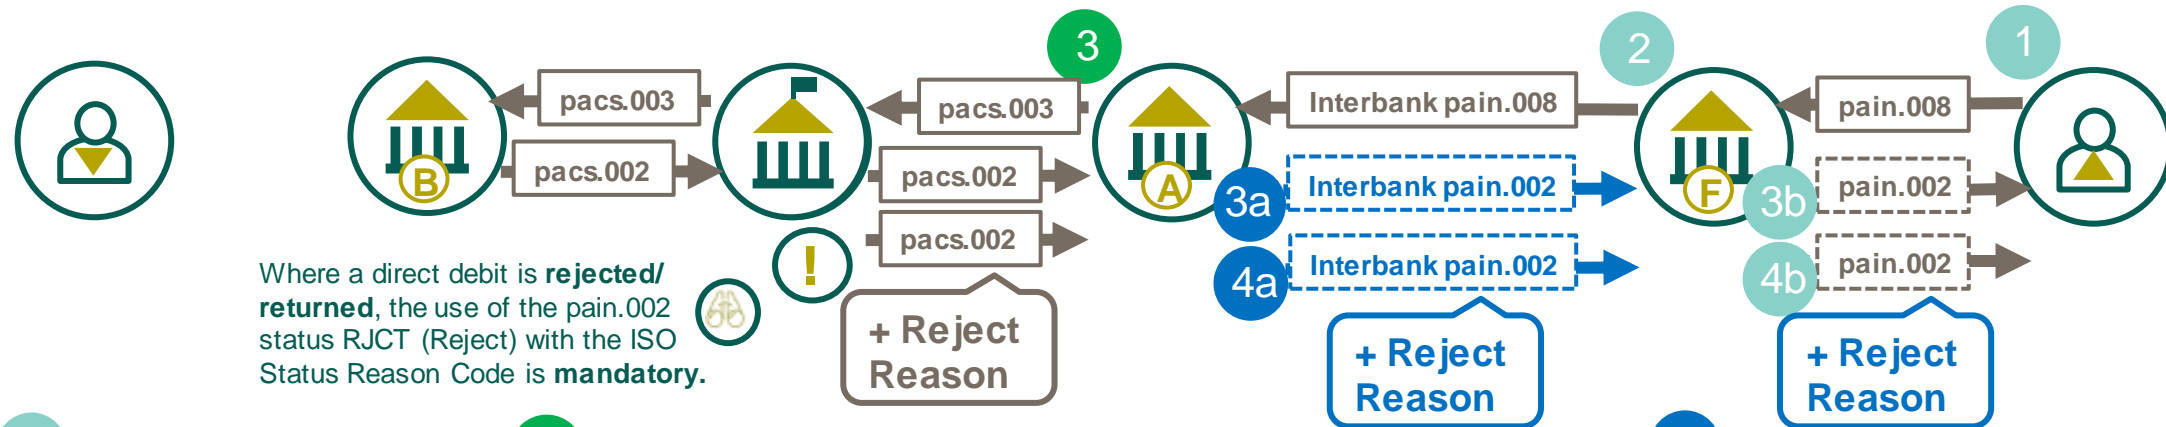 3
2
1
pacs.003
pacs.003
Interbank pain.008
pain.008
pacs.002
pacs.002
Interbank pain.002
pain.002
B
A
F
3a
3b
pacs.002
Interbank pain.002
pain.002
4a
4b
!
Where a direct debit is rejected/
returned, the use of the pain.002
status RJCT (Reject) with the ISO
Status Reason Code is mandatory.
+ Reject
Reason
+ Reject
Reason
+ Reject
Reason